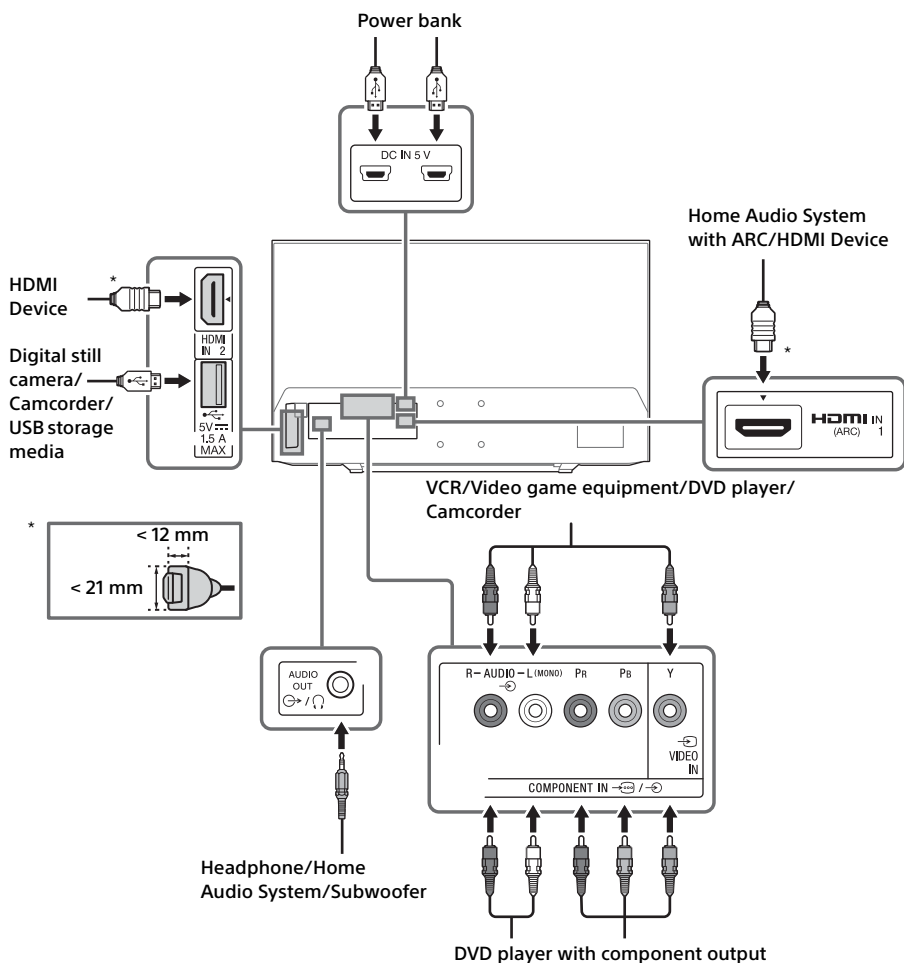 Power bank
DC IN 5 V
Home Audio System
with ARC/HDMI Device
*
HDMI
Device
*
HDMI
IN 2
Digital still
camera/
Camcorder/
USB storage
media
5V
1.5 A
MAX
HDMI IN
(ARC) 1
VCR/Video game equipment/DVD player/
Camcorder
*
< 12 mm
< 21 mm
AUDIO
OUT
/
R-AUDIO-L(MONO) PR PB Y
VIDEO
IN
COMPONENT IN /
Headphone/Home
Audio System/Subwoofer
DVD player with component output